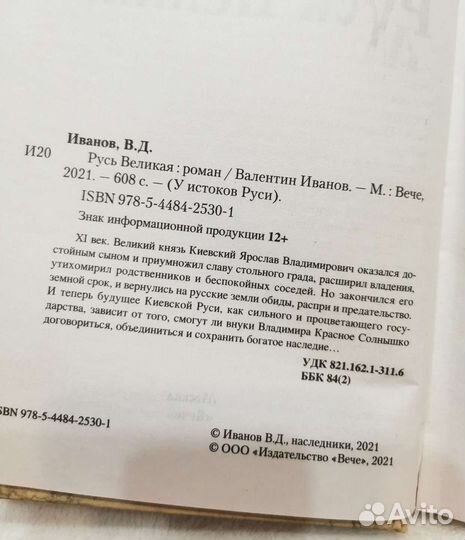 Иванов, В.Д.
И20 Русь Великая : роман / Валентин Иванов. – М. : Вече,
2021. – 608 с. – (У истоков Руси).
ISBN 978-5-4484-2530-1
Знак информационной продукции 12+
XI век. Великий князь Киевский Ярослав Владимирович оказался до-
стойным сыном и приумножил славу стольного града, расширил владения,
утихомирил родственников и беспокойных соседей. Но закончился его
земной срок, и вернулись на русские земли обиды, распри и предательство.
И теперь будущее Киевской Руси, как сильного и процветающего госу-
дарства, зависит от того, смогут ли внуки Владимира Красное Солнышко
договориться, объединиться и сохранить богатое наследие...
УДК 821.162.1-311.6
ББК 84(2)
ISBN 978-5-4484-2530-1
© Иванов В.Д., наследники, 2021
© ООО «Издательство «Вече», 2021
Avito